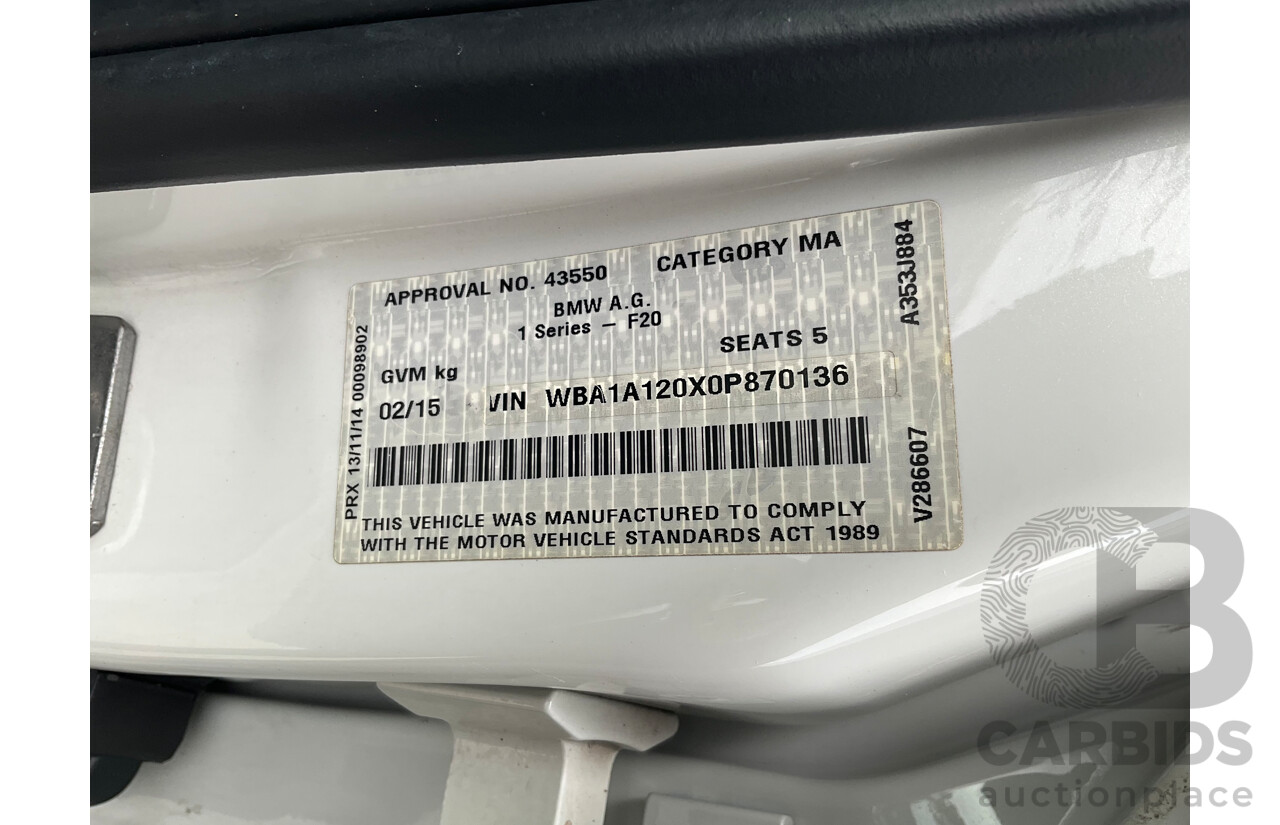 APPROVAL NO. 43550 CATEGORY MA
BMW A.G.
1 Series – F20
SEATS 5
GVM kg
02/15 VIN WBA1A120X0P870136
THIS VEHICLE WAS MANUFACTURED TO COMPLY
WITH THE MOTOR VEHICLE STANDARDS ACT 1989
PRX 13/11/14 00098902
A353J884
V286607
CB
CARBIDS
auctionplace